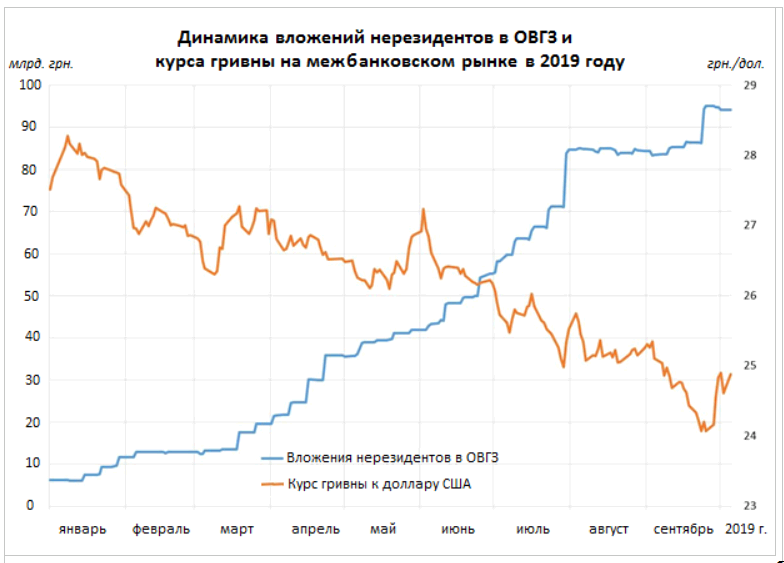 Динамика вложений нерезидентов в ОВГЗ и
курса гривны на межбанковском рынке в 2019 году
млрд. грн.
грн./дол.
100
90
80
70
60
50
40
30
20
10
0
29
28
27
26
25
24
23
Вложения нерезидентов в ОВГЗ
Курс гривны к доллару США
январь февраль март апрель май июнь июль август сентябрь 2019 г.